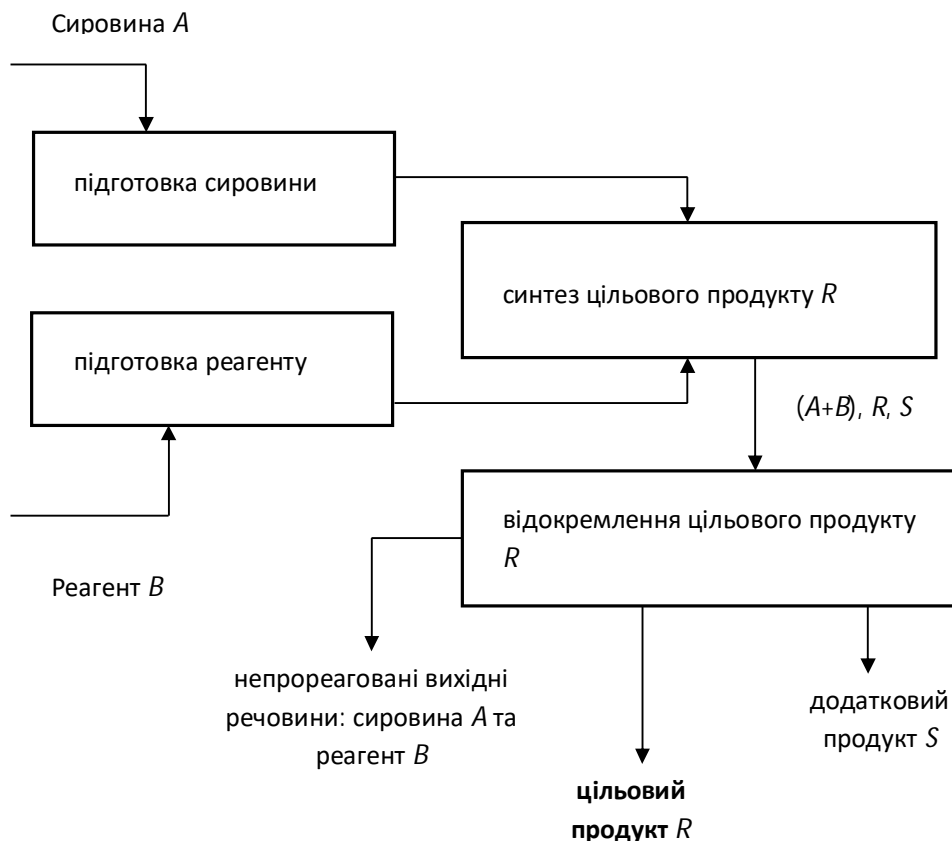 Сировина A
підготовка сировини
синтез цільового продукту R
підготовка реагенту
(A+B), R, S
відокремлення цільового продукту
R
Реагент B
непрореаговані вихідні
речовини: сировина A та
реагент B
додатковий
продукт S
цільовий
продукт R